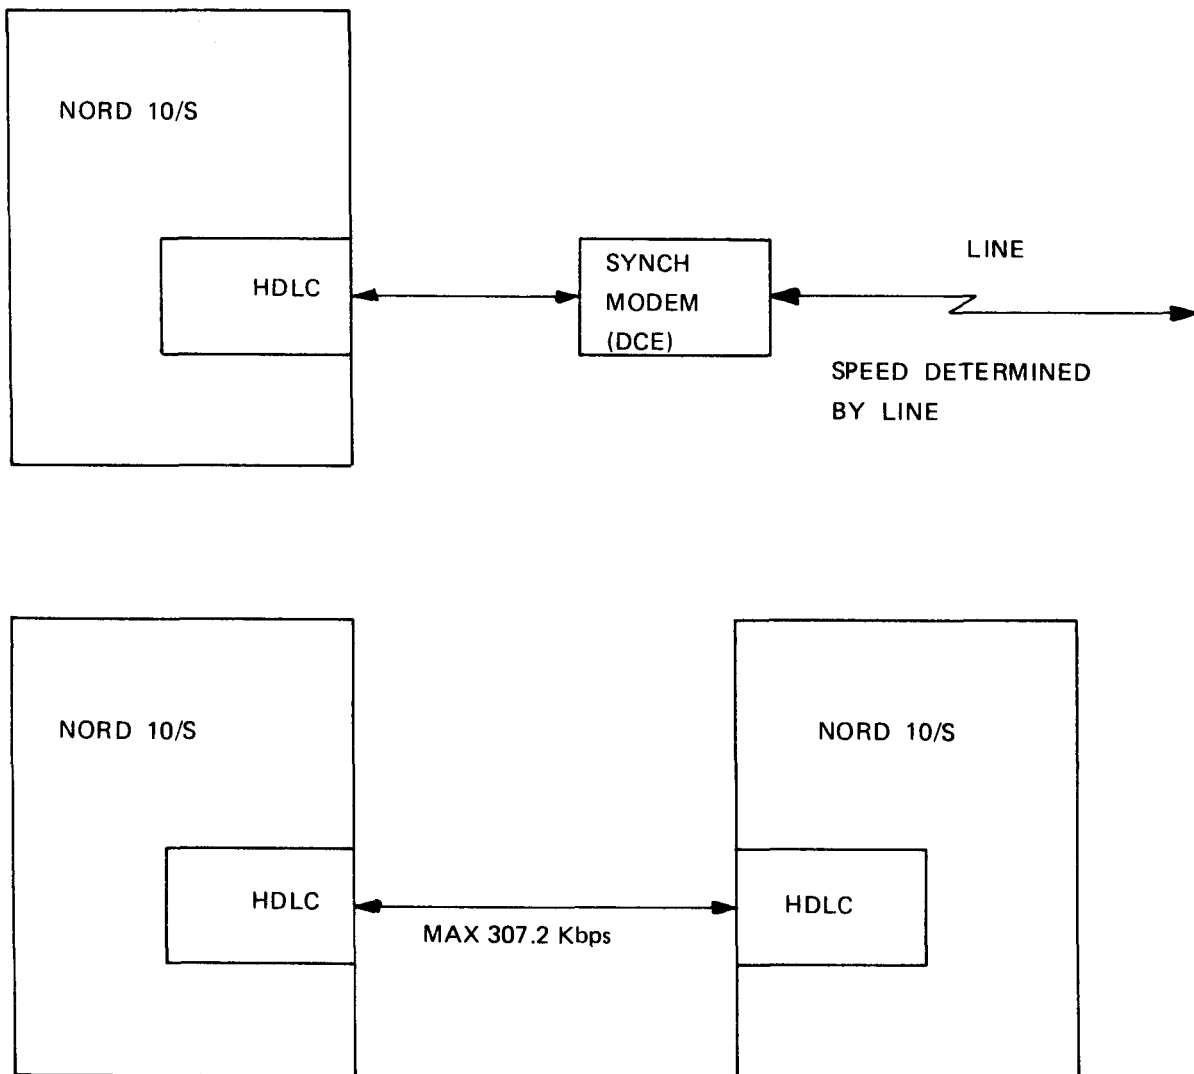 NORD 10/S
HDLC
SYNCH
MODEM
(DCE)
LINE
SPEED DETERMINED
BY LINE
NORD 10/S
NORD 10/S
HDLC
HDLC
MAX 307.2 Kbps